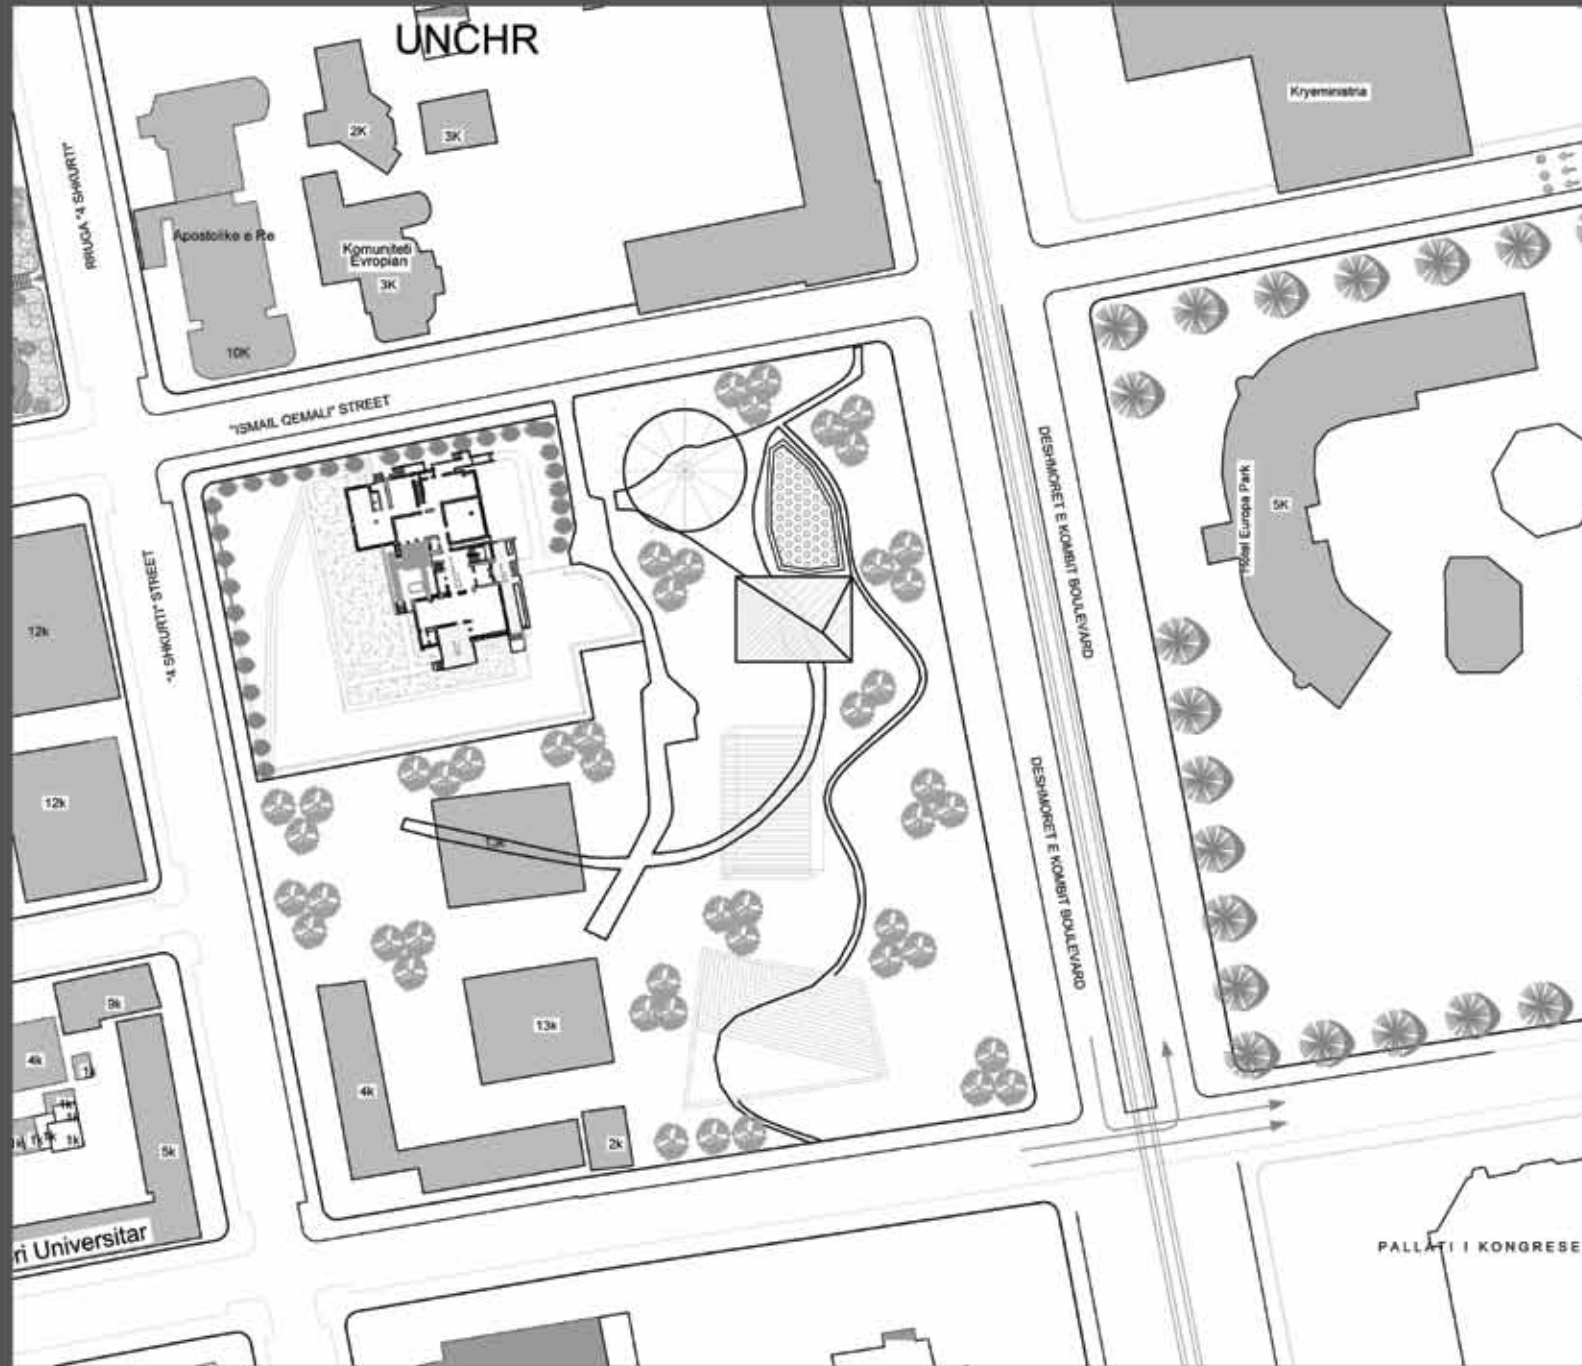 UNCHR
Kryeministria
2K
3K
RRUGA "4 SHKURTI"
Apostolike e Re
Komuniteti
Evropian
3K
10K
"ISMAIL QEMALI" STREET
DESHMORET E KOMBIT BOULEVARD
Hotel Europa Park
5K
"4 SHKURTI" STREET
12k
12k
DESHMORET E KOMBIT BOULEVARD
9k
13k
4k
1k
4k
1k
1k
2k
5k
ri Universitar
PALLATI I KONGRESE